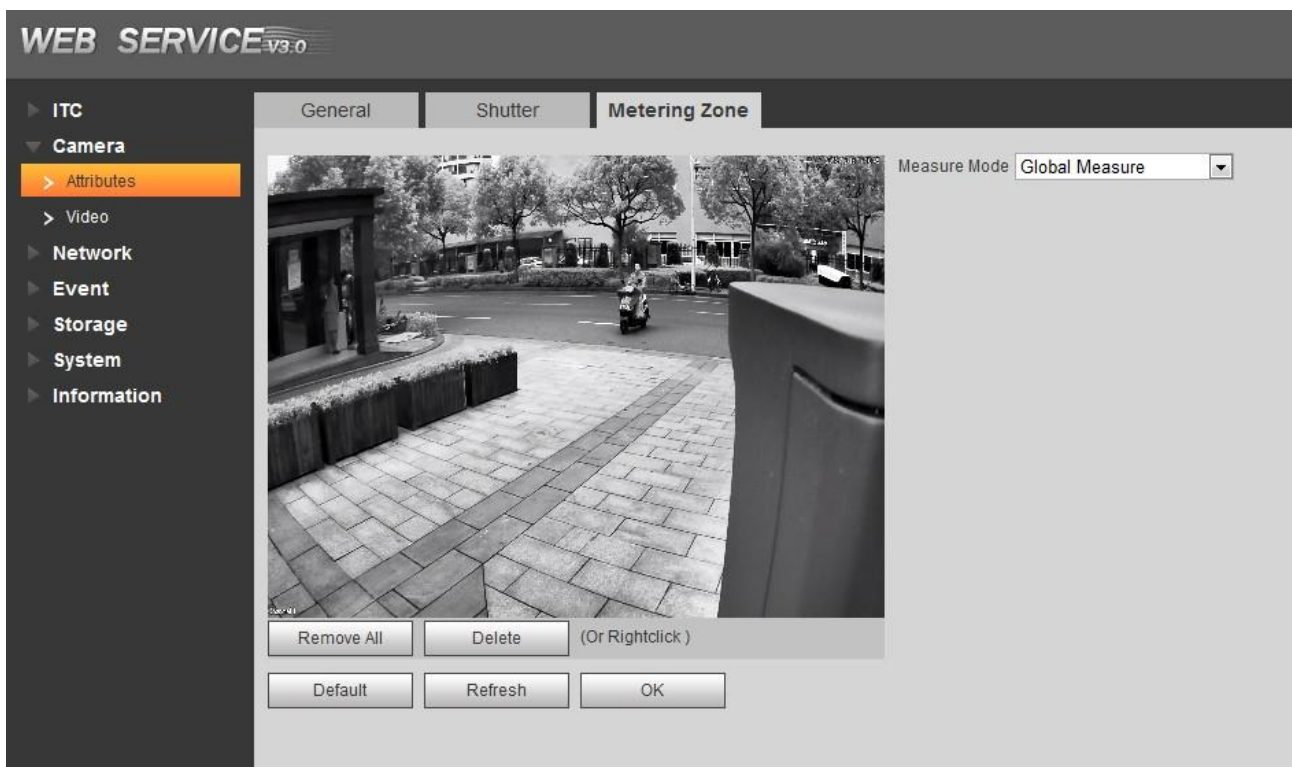 WEB SERVICE V3.0
ITC
Camera
Attributes
Video
Network
Event
Storage
System
Information
General
Shutter
Metering Zone
Measure Mode
Global Measure
Remove All
Delete
(Or Rightclick )
Default
Refresh
OK